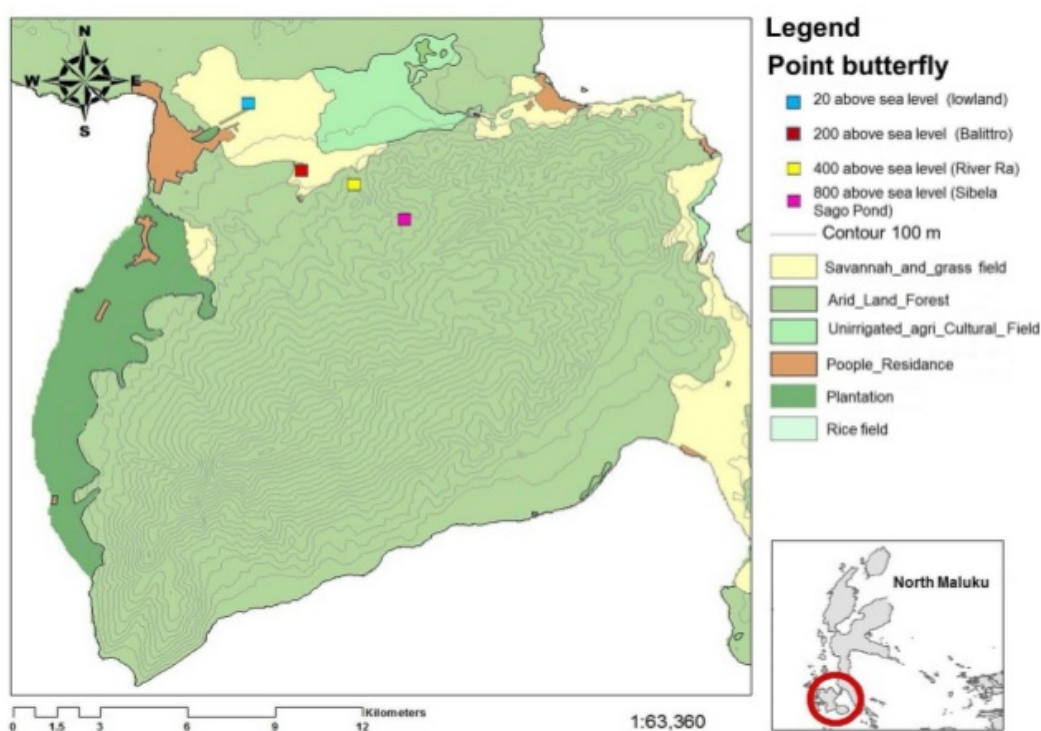 N
W E
S
Legend
Point butterfly
20 above sea level (lowland)
200 above sea level (Balittro)
400 above sea level (River Ra)
800 above sea level (Sibela
Sago Pond)
Contour 100 m
Savannah_and_grass field
Arid_Land_Forest
Unirrigated_agri_Cultural_Field
Poople_Residance
Plantation
Rice field
North Maluku
Kilometers
0 1.5 3 6 9 12
1:63,360